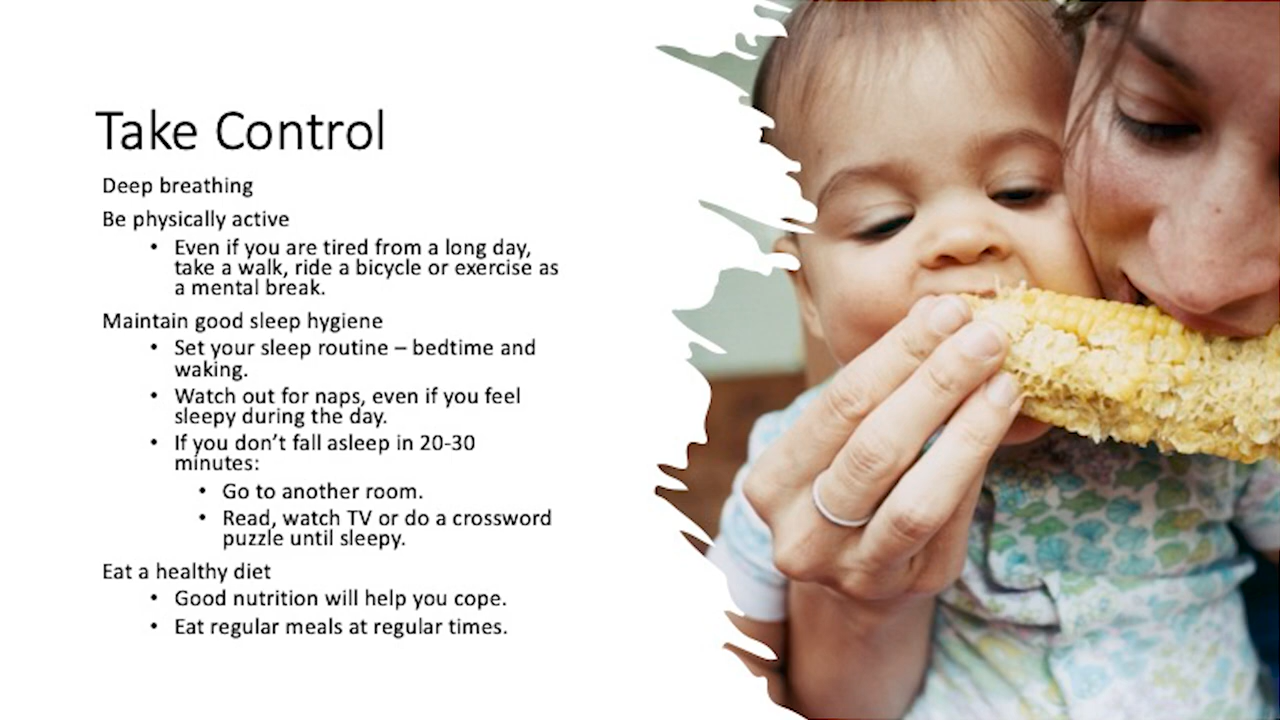 Take Control
Deep breathing
Be physically active
• Even if you are tired from a long day,
take a walk, ride a bicycle or exercise as
a mental break.
Maintain good sleep hygiene
• Set your sleep routine – bedtime and
waking.
• Watch out for naps, even if you feel
sleepy during the day.
• If you don’t fall asleep in 20-30
minutes:
• Go to another room.
• Read, watch TV or do a crossword
puzzle until sleepy.
Eat a healthy diet
• Good nutrition will help you cope.
• Eat regular meals at regular times.